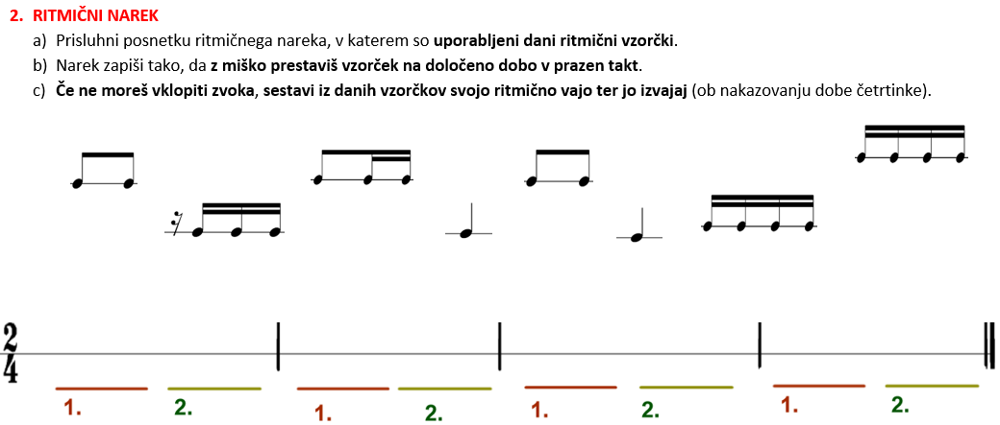 2. RITMIČNI NAREK
a) Prisluhni posnetku ritmičnega nareka, v katerem so uporabljeni dani ritmični vzorčki.
b) Narek zapiši tako, da z miško prestaviš vzorček na določeno dobo v prazen takt.
c) Če ne moreš vklopiti zvoka, sestavi iz danih vzorčkov svojo ritmično vajo ter jo izvajaj (ob nakazovanju dobe četrtinke).
2
4
1. 2. 1. 2. 1. 2. 1. 2.